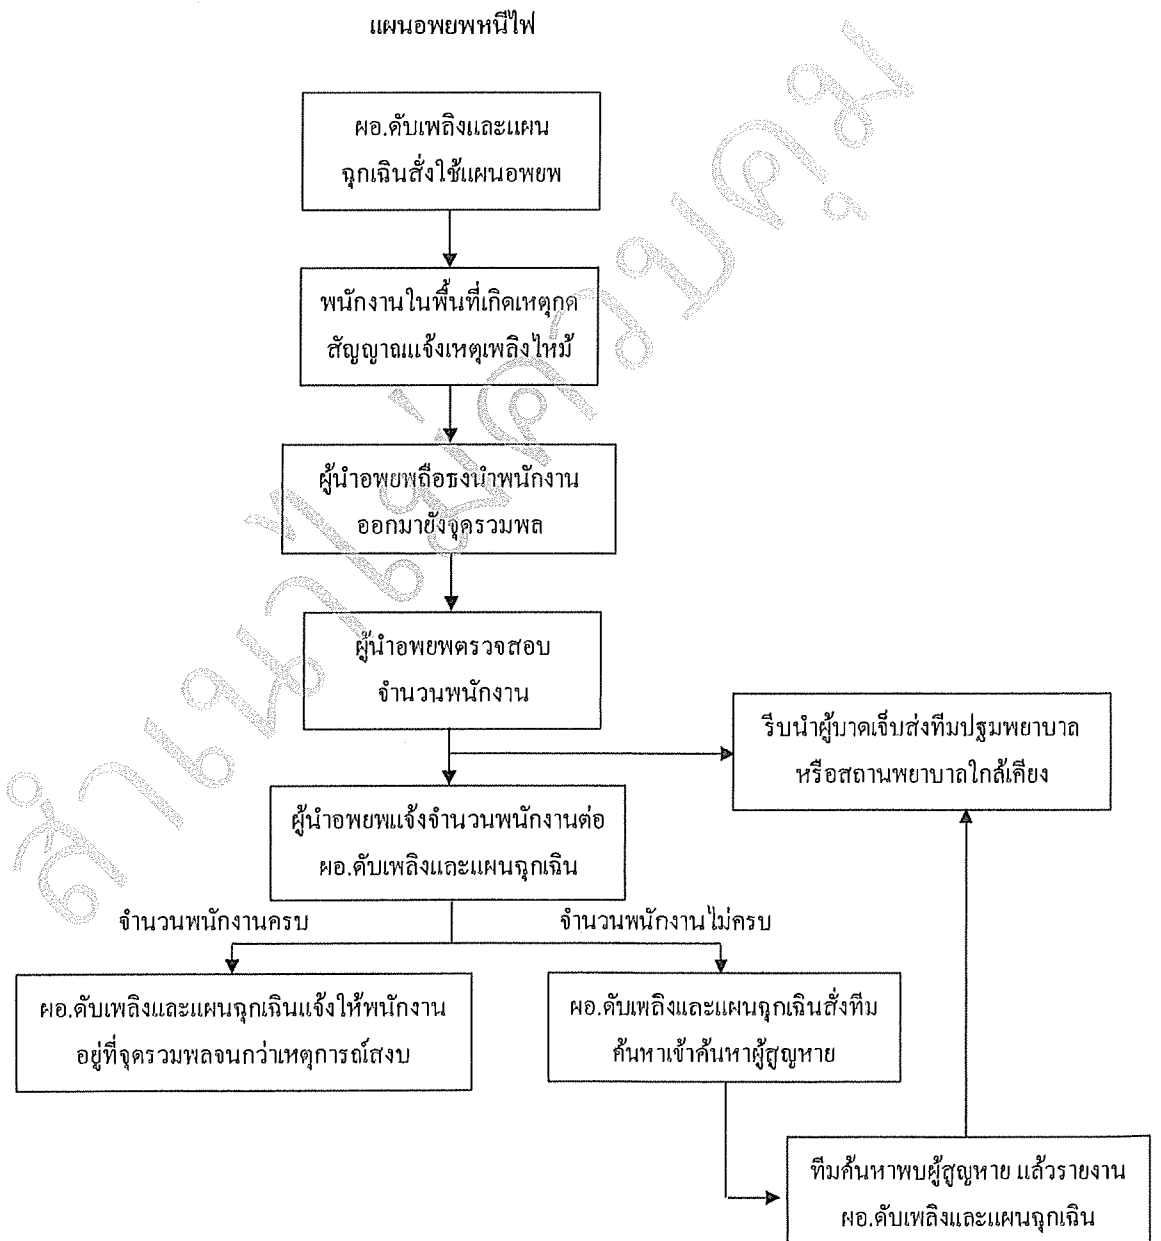 แผนอพยพหนีไฟ
ผอ.ดับเพลิงและแผน
ฉุกเฉินสั่งใช้แผนอพยพ
พนักงานในพื้นที่เกิดเหตุกด
สัญญาณแจ้งเหตุเพลิงไหม้
ผู้นำอพยพถือธงนำพนักงาน
ออกมายังจุดรวมพล
ผู้นำอพยพตรวจสอบ
จำนวนพนักงาน
รีบนำผู้บาดเจ็บส่งทีมปฐมพยาบาล
หรือสถานพยาบาลใกล้เคียง
ผู้นำอพยพแจ้งจำนวนพนักงานต่อ
ผอ.ดับเพลิงและแผนฉุกเฉิน
จำนวนพนักงานครบ
จำนวนพนักงานไม่ครบ
ผอ.ดับเพลิงและแผนฉุกเฉินแจ้งให้พนักงาน
อยู่ที่จุดรวมพลจนกว่าเหตุการณ์สงบ
ผอ.ดับเพลิงและแผนฉุกเฉินสั่งทีม
ค้นหาเข้าค้นหาผู้สูญหาย
ทีมค้นหาพบผู้สูญหาย แล้วรายงาน
ผอ.ดับเพลิงและแผนฉุกเฉิน
สำเนาไม่ควบคุม